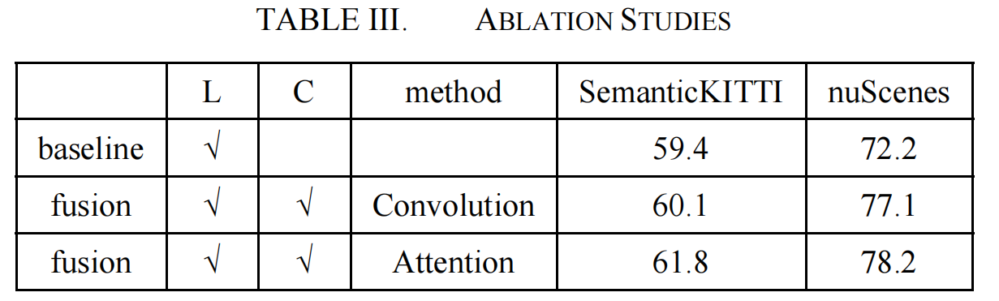 TABLE III. ABLATION STUDIES
L C method SemanticKITTI nuScenes
baseline √ 59.4 72.2
fusion √ √ Convolution 60.1 77.1
fusion √ √ Attention 61.8 78.2